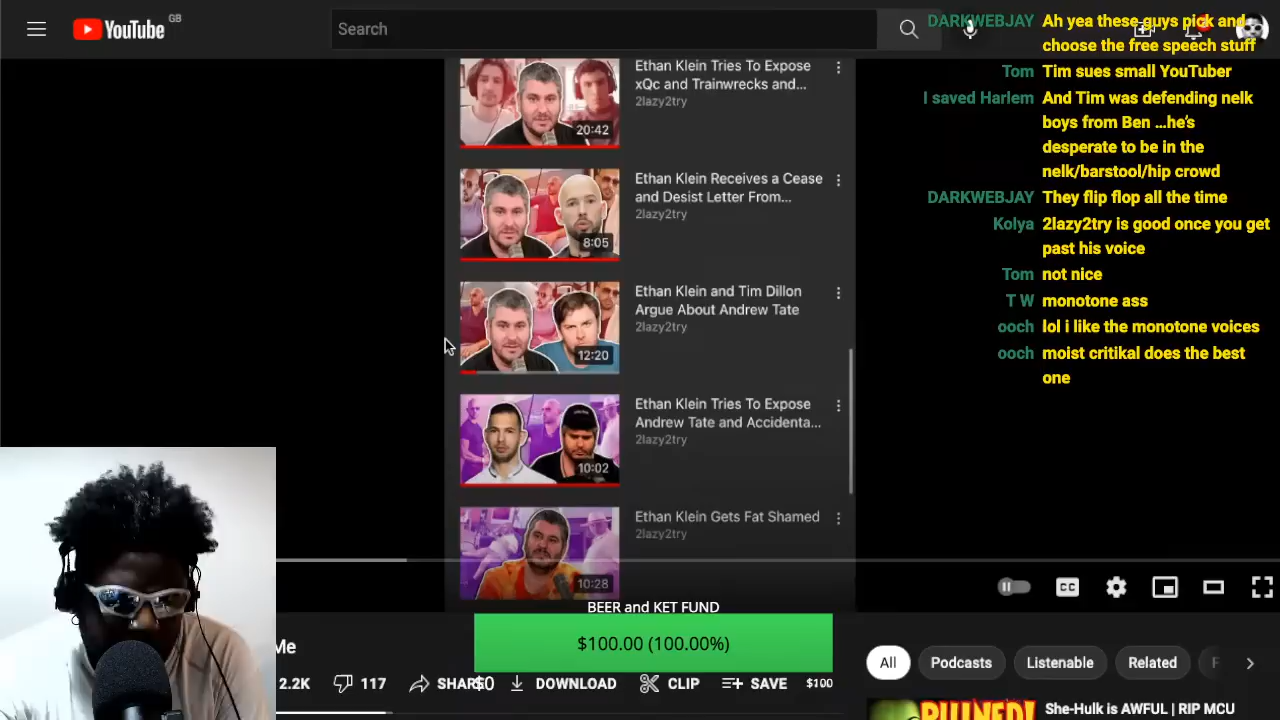 YouTube GB
Search
Ethan Klein Tries To Expose
xQc and Trainwrecks and...
2lazy2try
20:42
Ethan Klein Receives a Cease
and Desist Letter From...
2lazy2try
8:05
Ethan Klein and Tim Dillon
Argue About Andrew Tate
2lazy2try
12:20
Ethan Klein Tries To Expose
Andrew Tate and Accidenta...
2lazy2try
10:02
Ethan Klein Gets Fat Shamed
2lazy2try
10:28
DARKWEBJAY Ah yea these guys pick and
choose the free speech stuff
Tom Tim sues small YouTuber
I saved Harlem And Tim was defending nelk
boys from Ben ...he's
desperate to be in the
nelk/barstool/hip crowd
DARKWEBJAY They flip flop all the time
Kolya 2lazy2try is good once you get
past his voice
Tom not nice
T W monotone ass
ooch lol i like the monotone voices
ooch moist critikal does the best
one
CC
BEER and KET FUND
$100.00 (100.00%)
$0
$100
Me
2.2K 117 SHARE DOWNLOAD CLIP SAVE
All Podcasts Listenable Related F
She-Hulk is AWFUL | RIP MCU
RUINED!